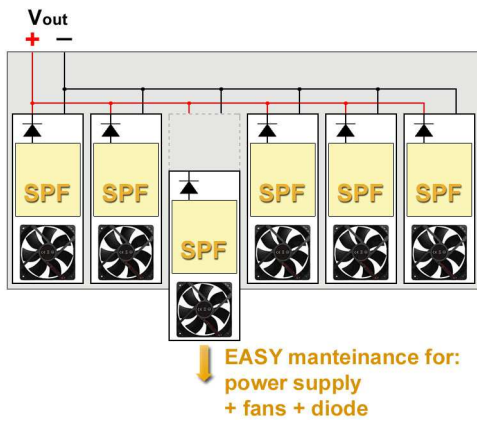 Vout
+ −
SPF SPF SPF SPF SPF SPF
EASY manteinance for:
power supply
+ fans + diode